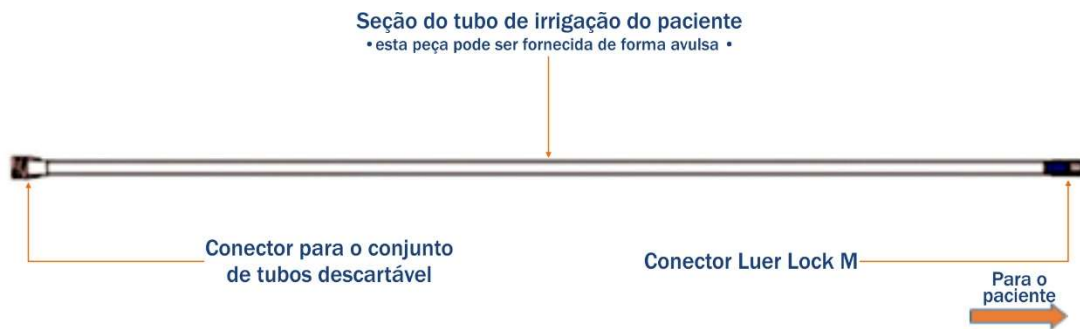 Seção do tubo de irrigação do paciente
• esta peça pode ser fornecida de forma avulsa •
Conector para o conjunto
de tubos descartável
Conector Luer Lock M
Para o
paciente